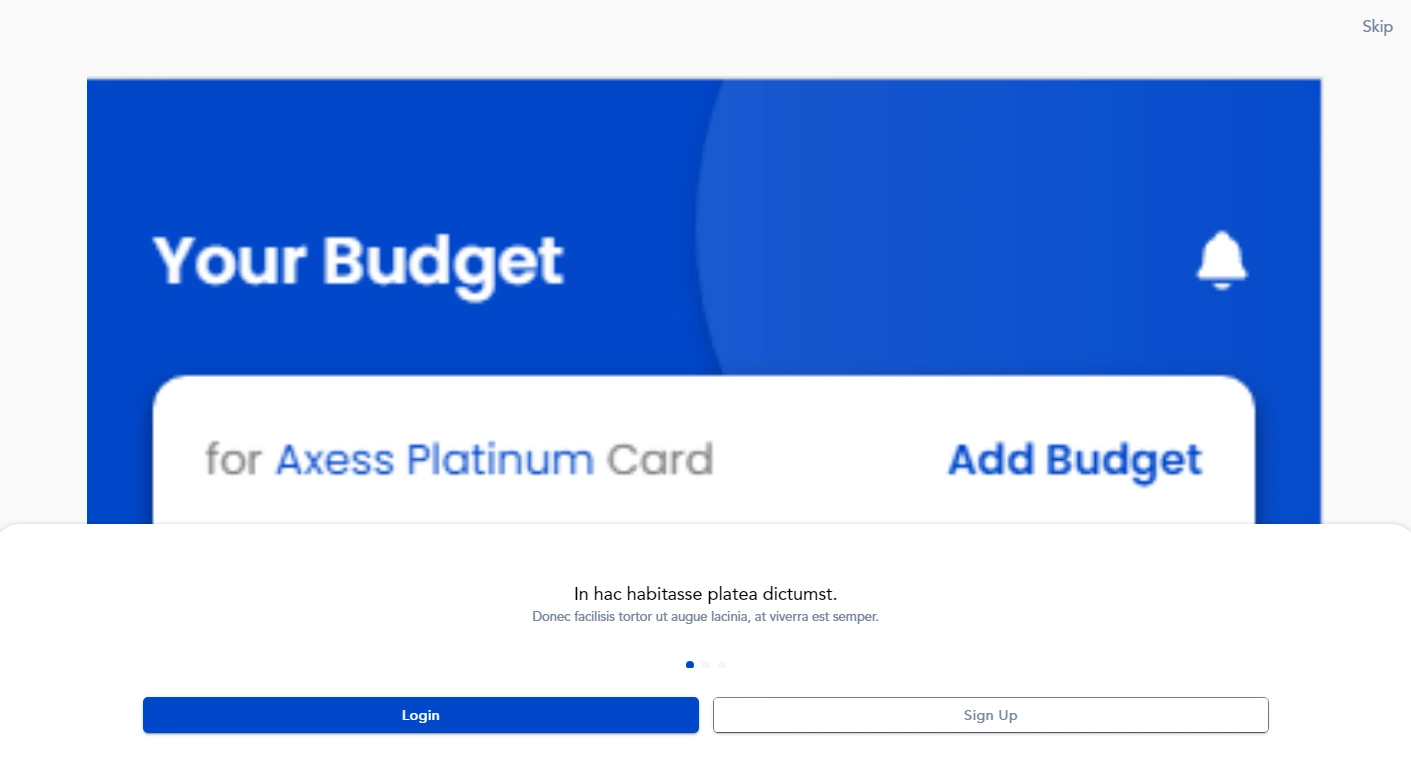 Skip
Your Budget
for Axess Platinum Card
Add Budget
In hac habitasse platea dictumst.
Donec facilisis tortor ut augue lacinia, at viverra est semper.
Login
Sign Up